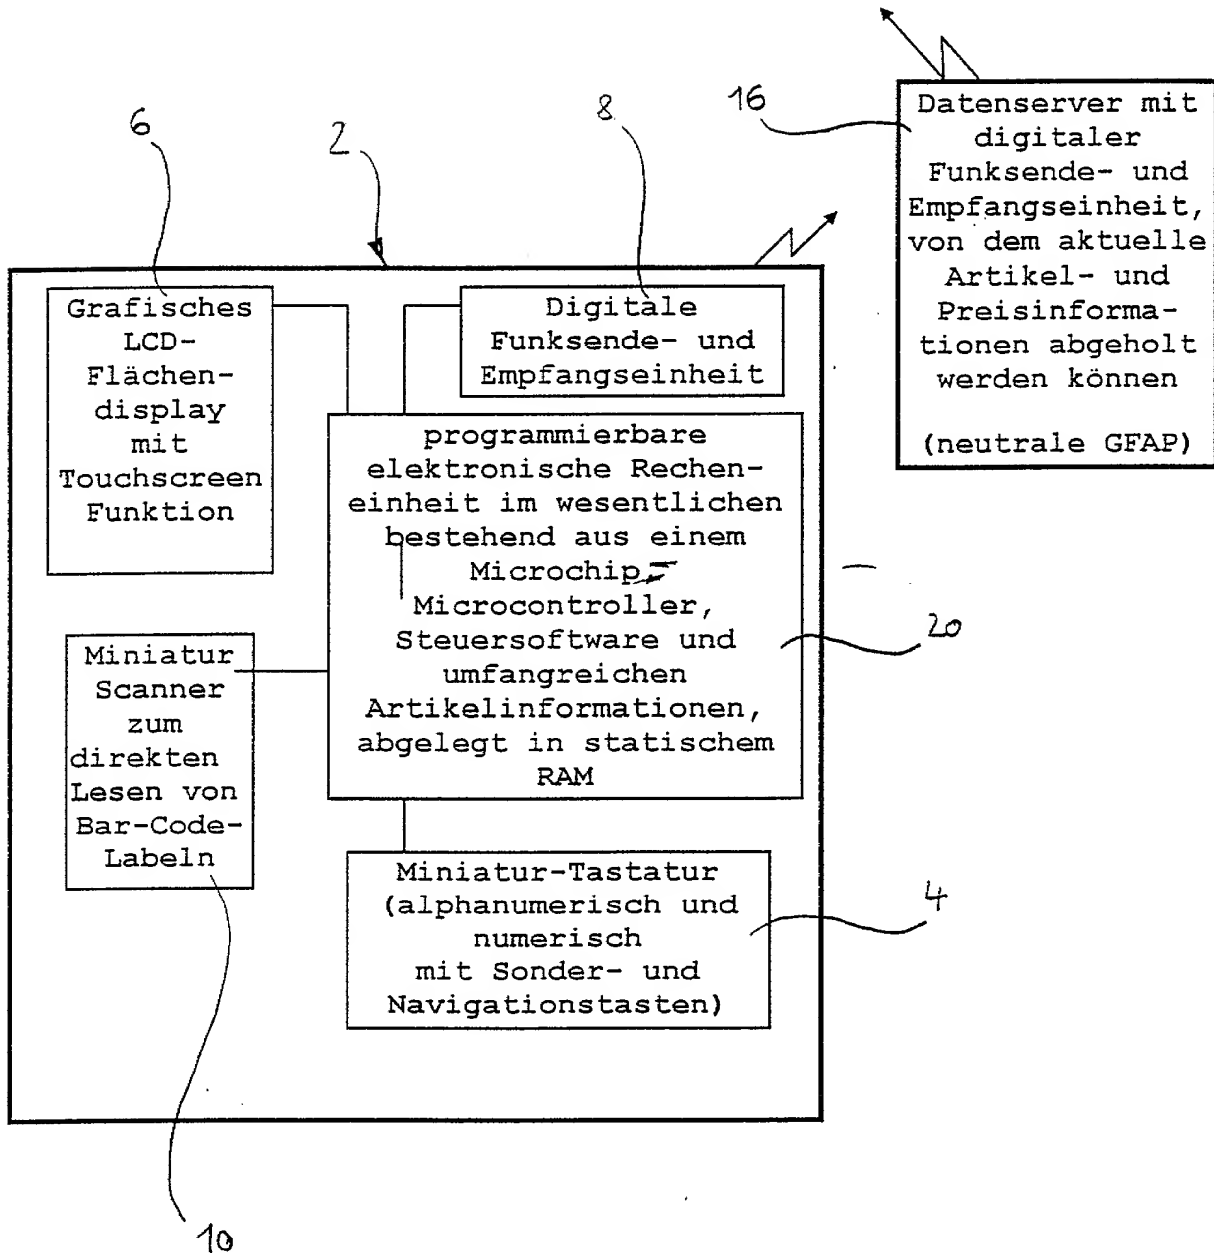 6
2
8
16
Datenserver mit
digitaler
Funksende- und
Empfangseinheit,
von dem aktuelle
Artikel- und
Preisinforma-
tionen abgeholt
werden können
(neutrale GFAP)
Grafisches
LCD-
Flächen-
display
mit
Touchscreen
Funktion
Digitale
Funksende- und
Empfangseinheit
programmierbare
elektronische Rechen-
einheit im wesentlichen
bestehend aus einem
Microchip-
Microcontroller,
Steuersoftware und
umfangreichen
Artikelinformationen,
abgelegt in statischem
RAM
20
Miniatur
Scanner
zum
direkten
Lesen von
Bar-Code-
Labeln
Miniatur-Tastatur
(alphanumerisch und
numerisch
mit Sonder- und
Navigationstasten)
4
10